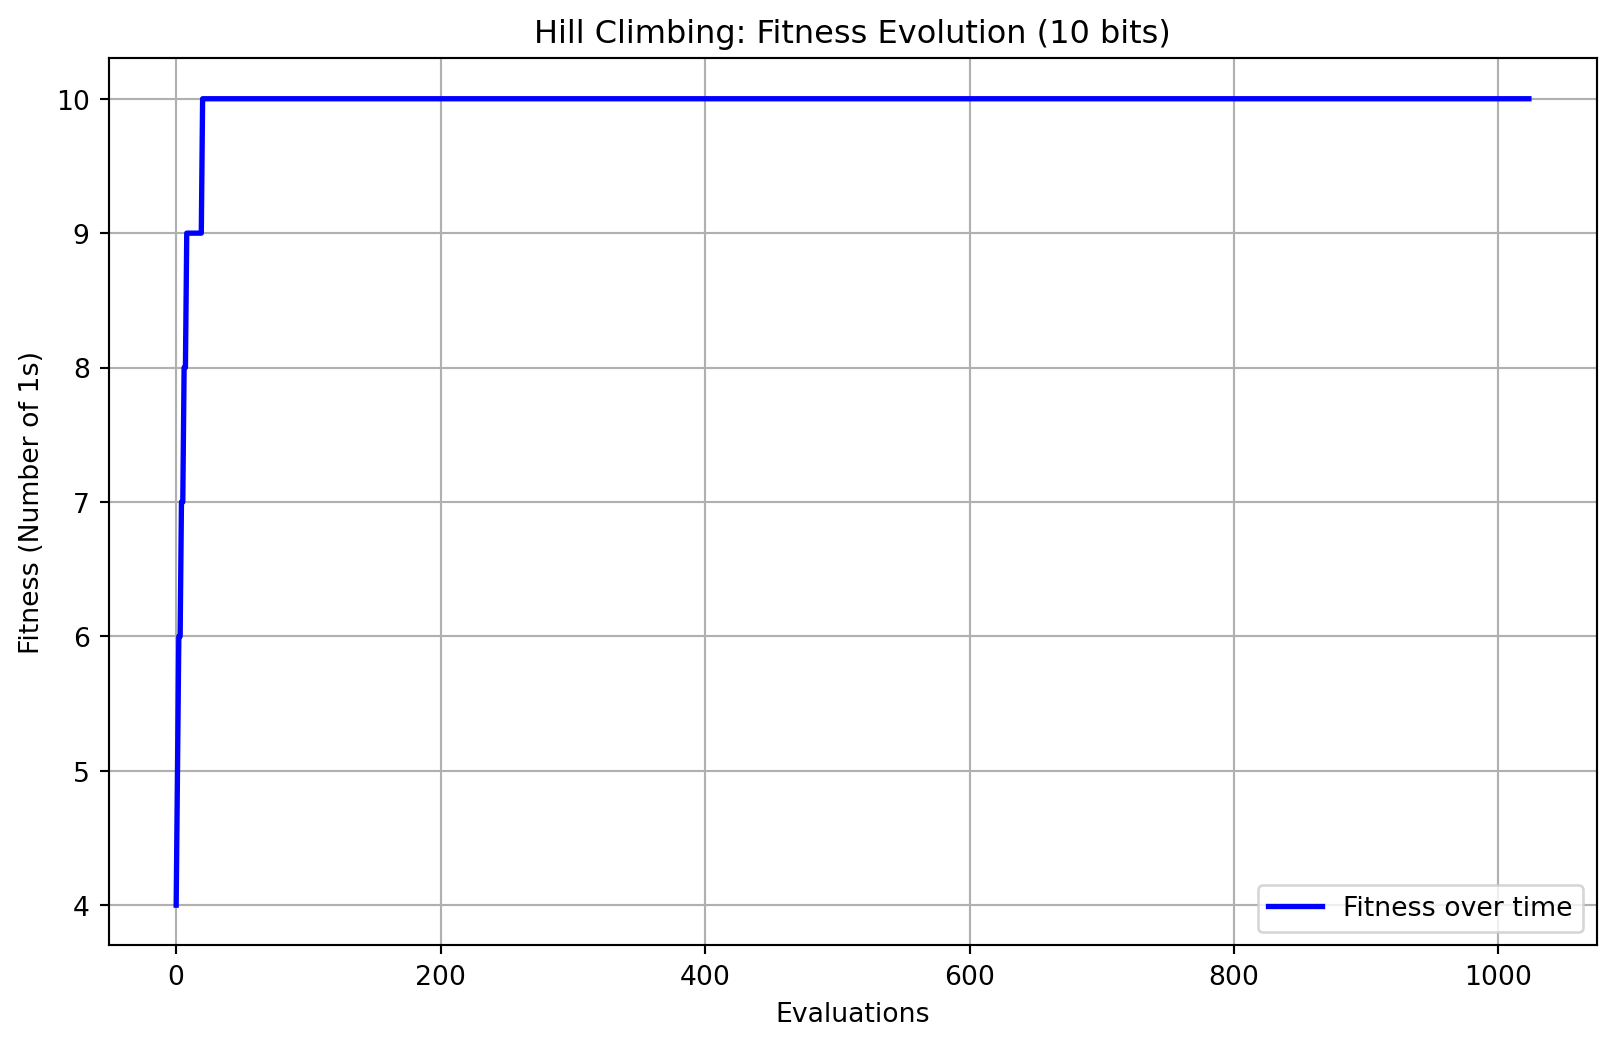 Hill Climbing: Fitness Evolution (10 bits)
10
9
8
7
6
5
4
Fitness (Number of 1s)
Fitness over time
0 200 400 600 800 1000
Evaluations